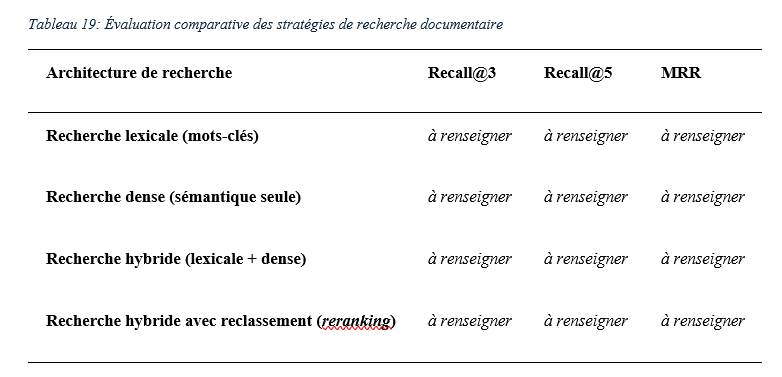 Tableau 19: Évaluation comparative des stratégies de recherche documentaire
Architecture de recherche Recall@3 Recall@5 MRR
Recherche lexicale (mots-clés) à renseigner à renseigner à renseigner
Recherche dense (sémantique seule) à renseigner à renseigner à renseigner
Recherche hybride (lexicale + dense) à renseigner à renseigner à renseigner
Recherche hybride avec reclassement (reranking) à renseigner à renseigner à renseigner